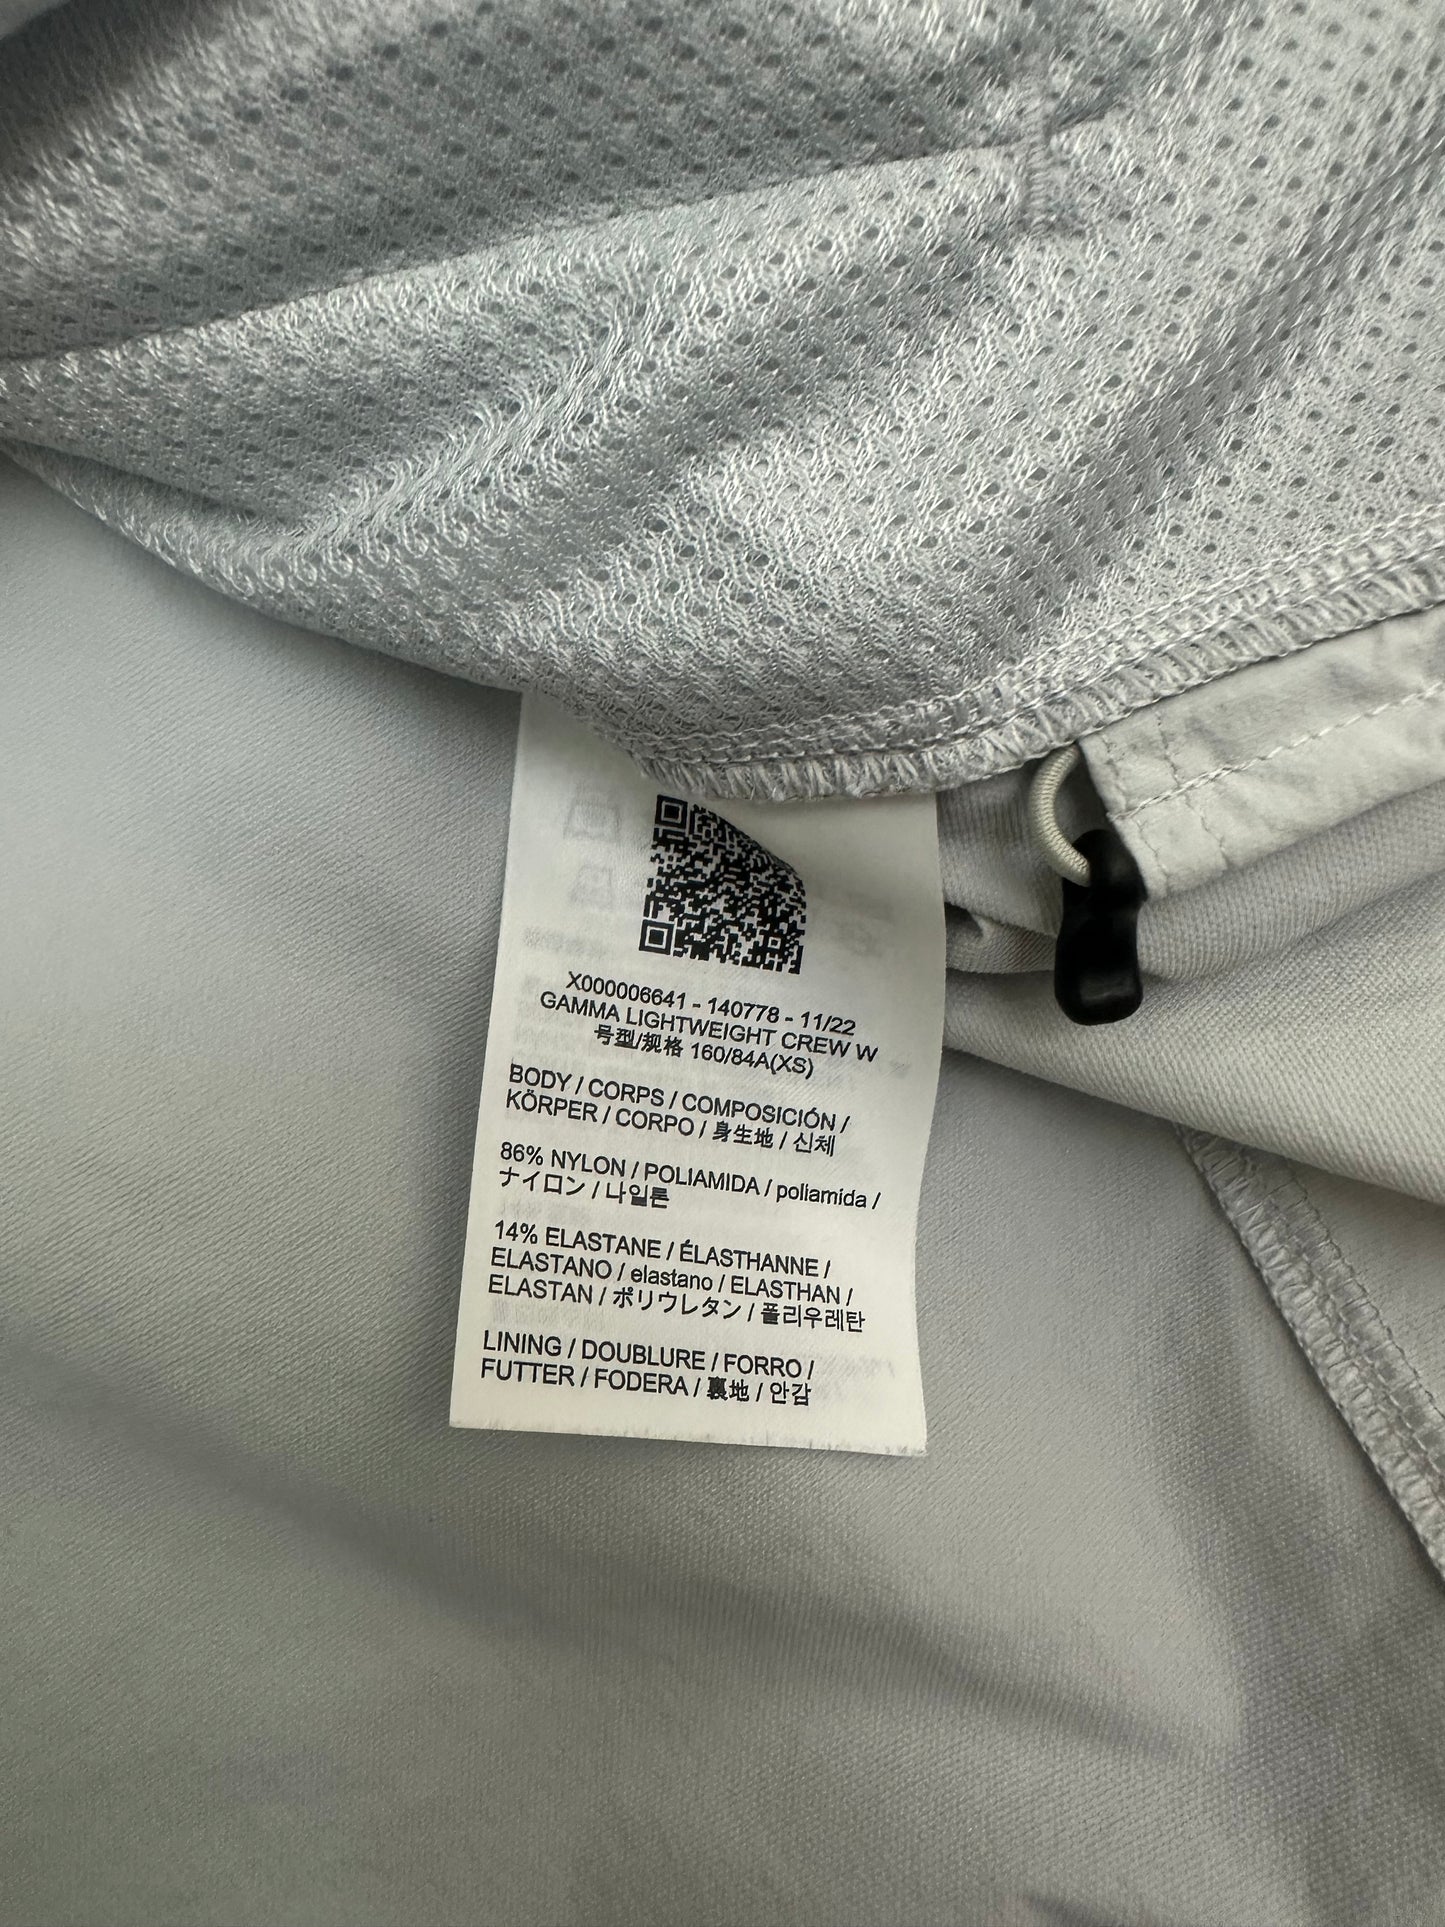 X000006641 - 140778 - 11/22
GAMMA LIGHTWEIGHT CREW W
号型/规格 160/84A(XS)
BODY / CORPS / COMPOSICIÓN /
KÖRPER / CORPO / 身生地 / 신체
86% NYLON / POLIAMIDA / poliamida /
ナイロン / 나일론
14% ELASTANE / ÉLASTHANNE /
ELASTANO / elastano / ELASTHAN /
ELASTAN / ポリウレタン / 폴리우레탄
LINING / DOUBLURE / FORRO /
FUTTER / FODERA / 裏地 / 안감